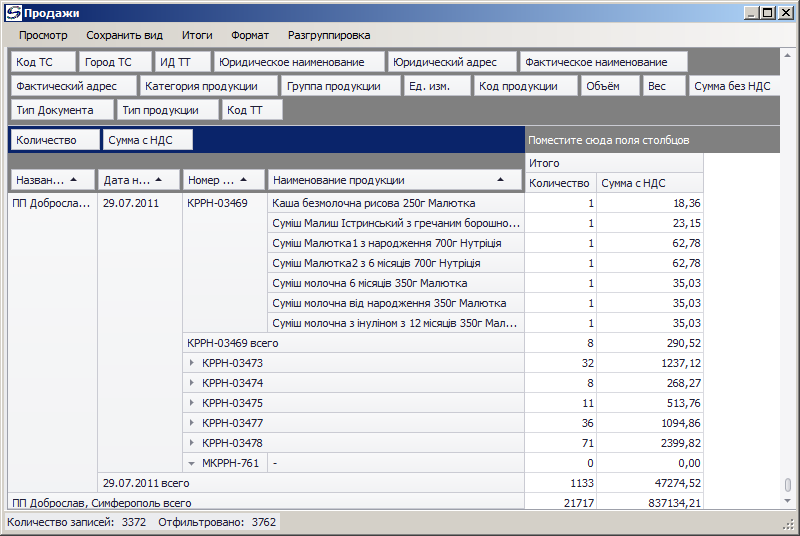 Продажи
Просмотр Сохранить вид Итоги Формат Разгруппировка
Код ТС Город ТС ИД ТТ Юридическое наименование Юридический адрес Фактическое наименование
Фактический адрес Категория продукции Группа продукции Ед. изм. Код продукции Объём Вес Сумма без НДС
Тип Документа Тип продукции Код ТТ
Количество Сумма с НДС Поместите сюда поля столбцов
Итого
Назван... Дата н... Номер ... Наименование продукции Количество Сумма с НДС
ПП Доброслa... 29.07.2011 КРРН-03469 Каша безмолочна рисова 250г Малютка 1 18,36
Суміш Малиш Істринський з гречаним борошно... 1 23,15
Суміш Малютка1 з народження 700г Нутріція 1 62,78
Суміш Малютка2 з 6 місяців 700г Нутріція 1 62,78
Суміш молочна 6 місяців 350г Малютка 1 35,03
Суміш молочна від народження 350г Малютка 1 35,03
Суміш молочна з інуліном з 12 місяців 350г Мал... 1 35,03
КРРН-03469 всего 8 290,52
КРРН-03473 32 1237,12
КРРН-03474 8 268,27
КРРН-03475 11 513,76
КРРН-03477 36 1094,86
КРРН-03478 71 2399,82
МКРРН-761 - 0 0,00
29.07.2011 всего 1133 47274,52
ПП Доброслав, Симферополь всего 21717 837134,21
Количество записей: 3372 Отфильтровано: 3762